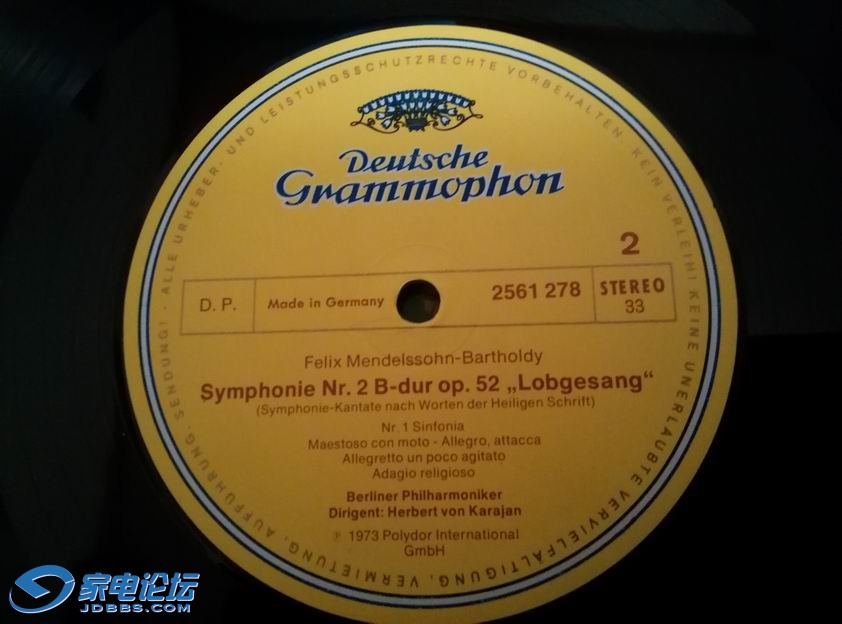 ALLE URHEBER- UND LEISTUNGSSCHUTZRECHTE VORBEHALTEN. KEIN VERLEIH! KEINE UNERLAUBTE VERVIELFÄLTIGUNG, VERMIETUNG, AUFFÜHRUNG, SENDUNG!
Deutsche
Grammophon
2
D. P.
Made in Germany
2561 278
STEREO
33
Felix Mendelssohn-Bartholdy
Symphonie Nr. 2 B-dur op. 52 „Lobgesang“
(Symphonie-Kantate nach Worten der Heiligen Schrift)
Nr. 1 Sinfonia
Maestoso con moto - Allegro, attacca
Allegretto un poco agitato
Adagio religioso
Berliner Philharmoniker
Dirigent: Herbert von Karajan
℗ 1973 Polydor International
GmbH
家电论坛
JDBBS.COM